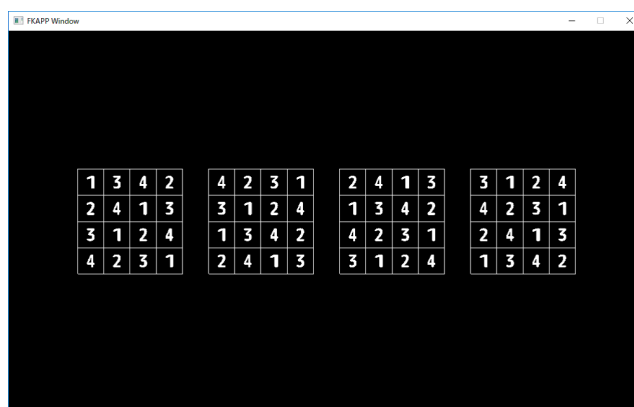 FKAPP Window
1 3 4 2 4 2 3 1 2 4 1 3 3 1 2 4
2 4 1 3 3 1 2 4 1 3 4 2 4 2 3 1
3 1 2 4 1 3 4 2 4 2 3 1 2 4 1 3
4 2 3 1 2 4 1 3 3 1 2 4 1 3 4 2